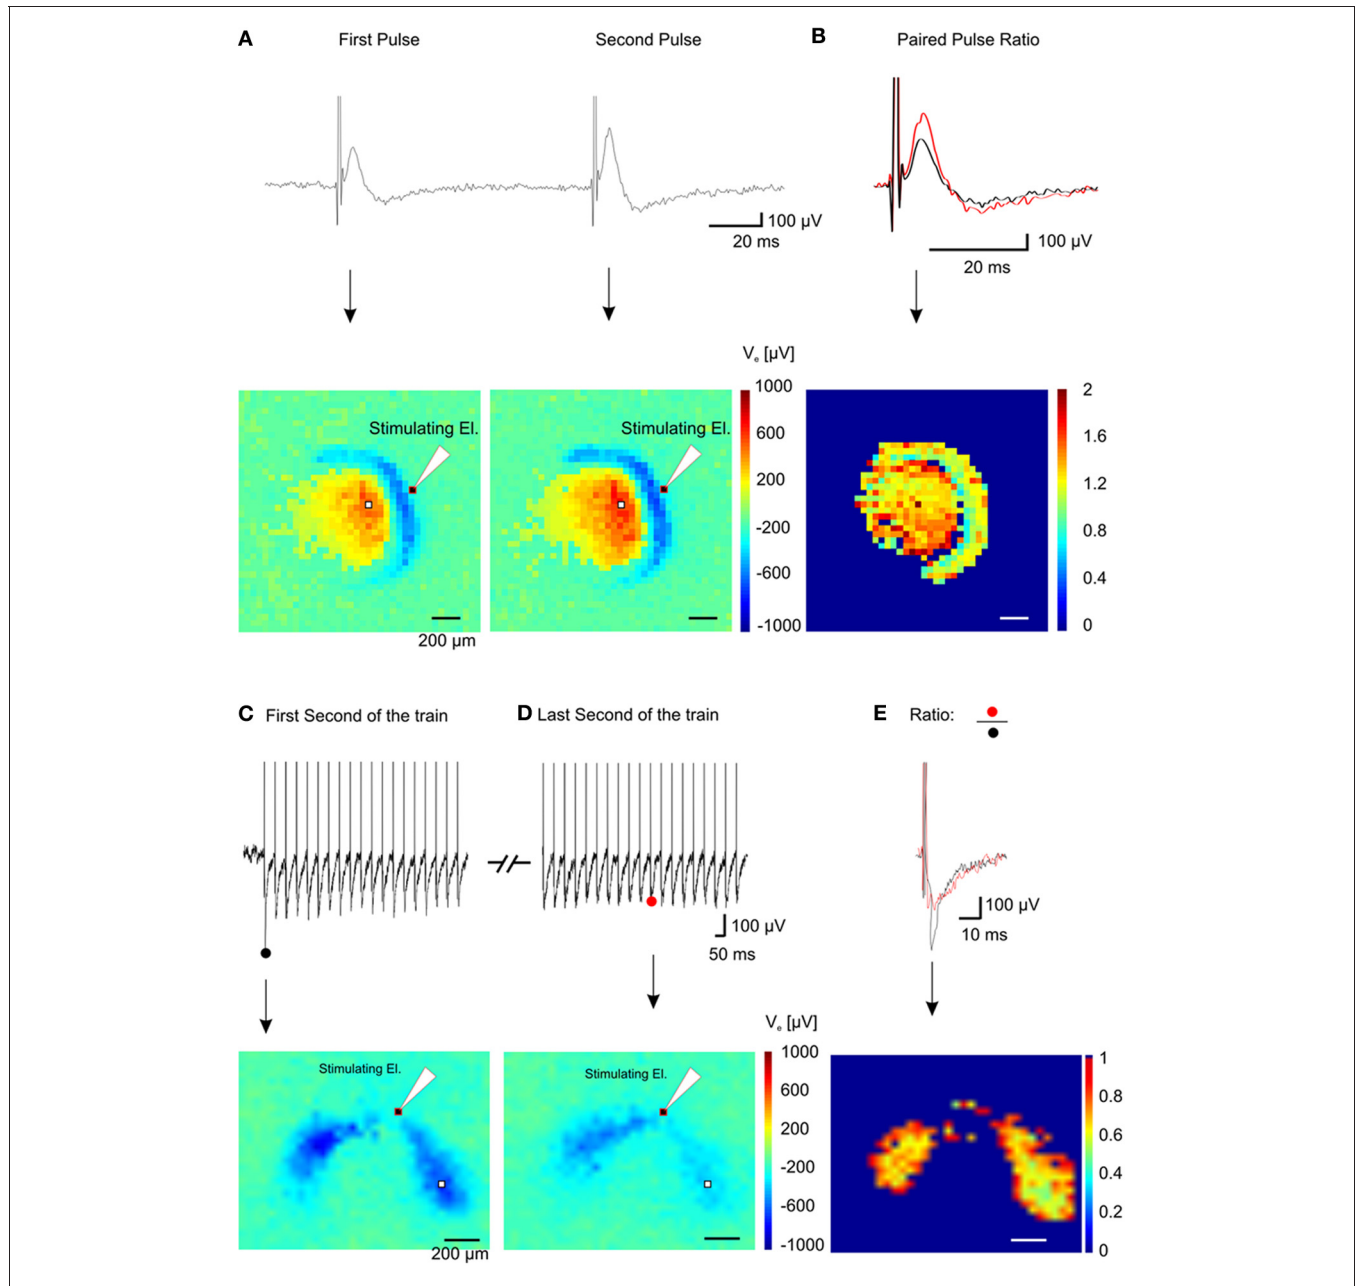 A First Pulse Second Pulse B Paired Pulse Ratio
100 µV
20 ms
100 µV
20 ms
Vₑ [µV]
Stimulating El.
Stimulating El.
1000
600
200
-200
-600
-1000
2
1.6
1.2
0.8
0.4
0
200 µm
C First Second of the train D Last Second of the train E Ratio:
100 µV
50 ms
100 µV
10 ms
Vₑ [µV]
Stimulating El.
Stimulating El.
1000
600
200
-200
-600
-1000
1
0.8
0.6
0.4
0.2
0
200 µm